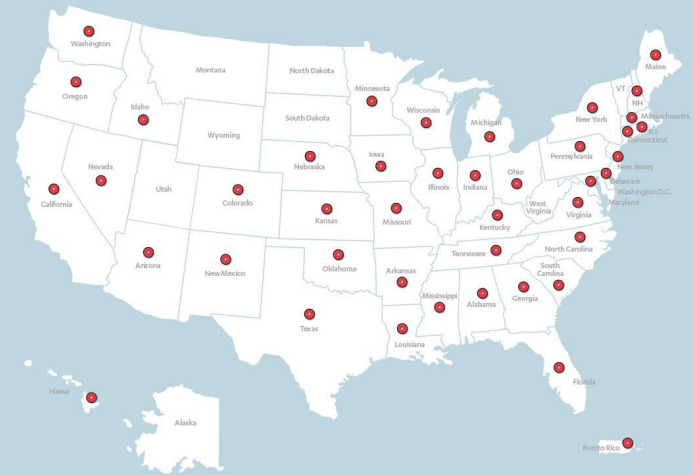 Washington
Maine
Montana
North Dakota
Minnesota
VT
NH
Oregon
Idaho
Wisconsin
Michigan
New York
Massachusetts
South Dakota
R.I.
Connecticut
Wyoming
Pennsylvania
Iowa
New Jersey
Nebraska
Nevada
Ohio
Delaware
Utah
Illinois
Indiana
Washington D.C.
California
Colorado
West
Virginia
Maryland
Virginia
Kansas
Missouri
Kentucky
Tennessee
North Carolina
Arizona
New Mexico
Oklahoma
Arkansas
South
Carolina
Mississippi
Alabama
Georgia
Texas
Louisiana
Florida
Hawai
Alaska
Puerto Rico